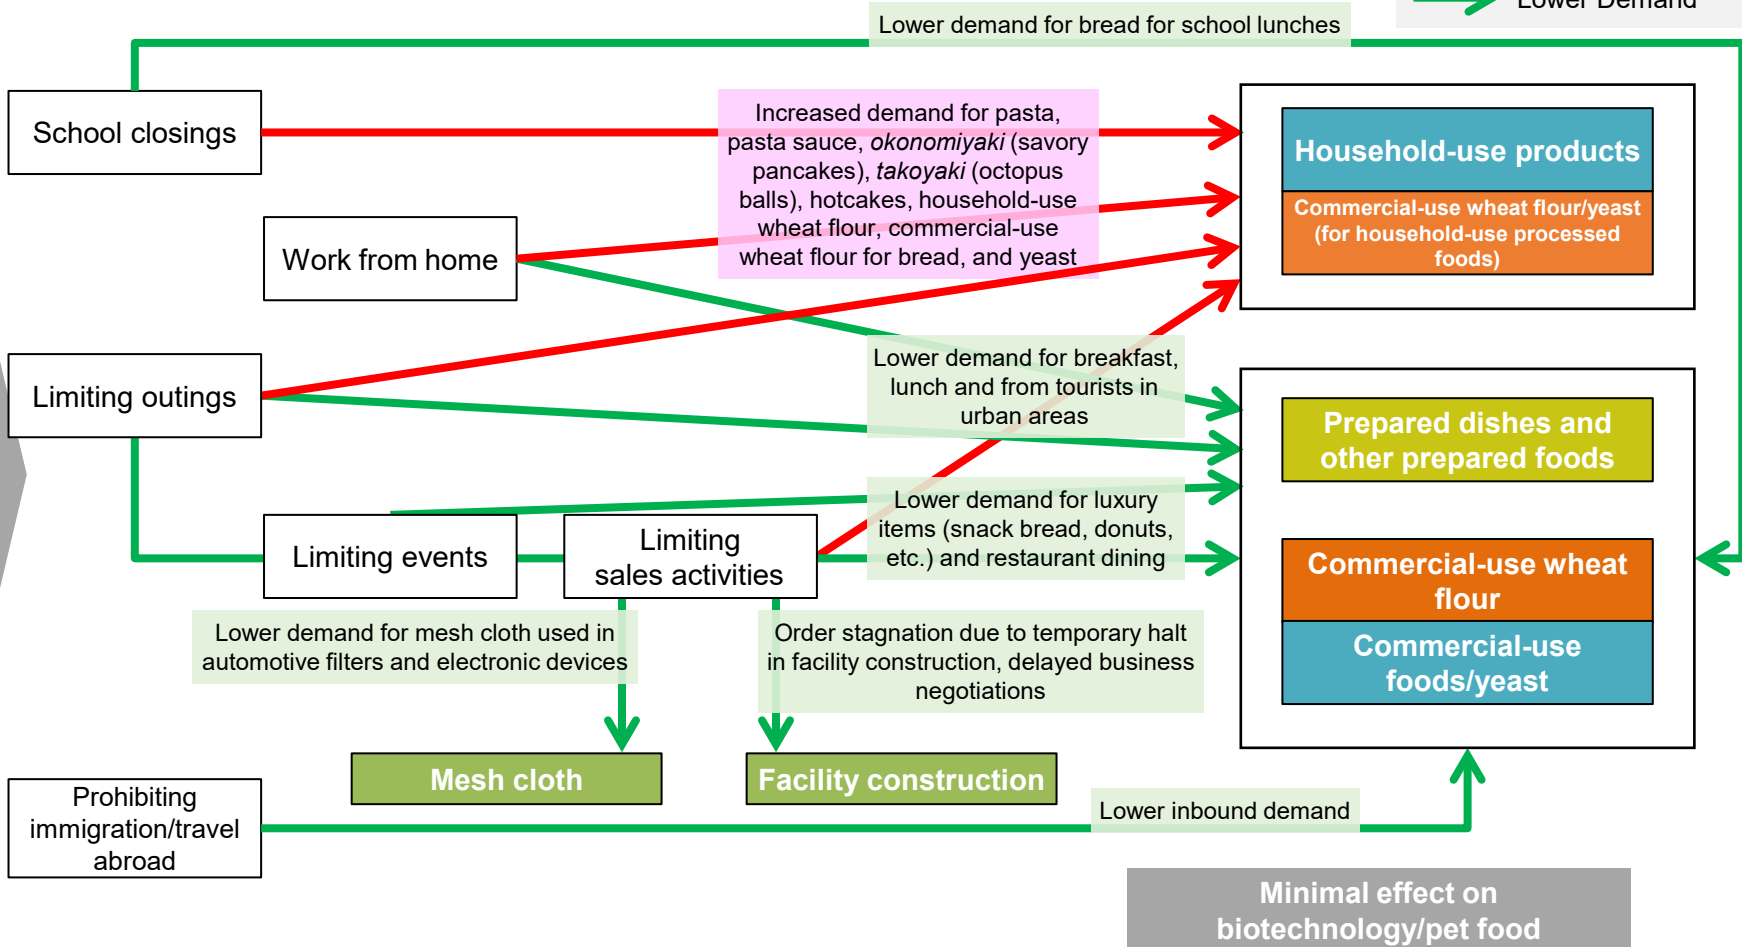 Lower Demand
Lower demand for bread for school lunches
School closings
Increased demand for pasta,
pasta sauce, okonomiyaki (savory
pancakes), takoyaki (octopus
balls), hotcakes, household-use
wheat flour, commercial-use
wheat flour for bread, and yeast
Household-use products
Commercial-use wheat flour/yeast
(for household-use processed
foods)
Work from home
Limiting outings
Lower demand for breakfast,
lunch and from tourists in
urban areas
Prepared dishes and
other prepared foods
Lower demand for luxury
items (snack bread, donuts,
etc.) and restaurant dining
Limiting events
Limiting
sales activities
Commercial-use wheat
flour
Commercial-use
foods/yeast
Lower demand for mesh cloth used in
automotive filters and electronic devices
Order stagnation due to temporary halt
in facility construction, delayed business
negotiations
Mesh cloth
Facility construction
Prohibiting
immigration/travel
abroad
Lower inbound demand
Minimal effect on
biotechnology/pet food